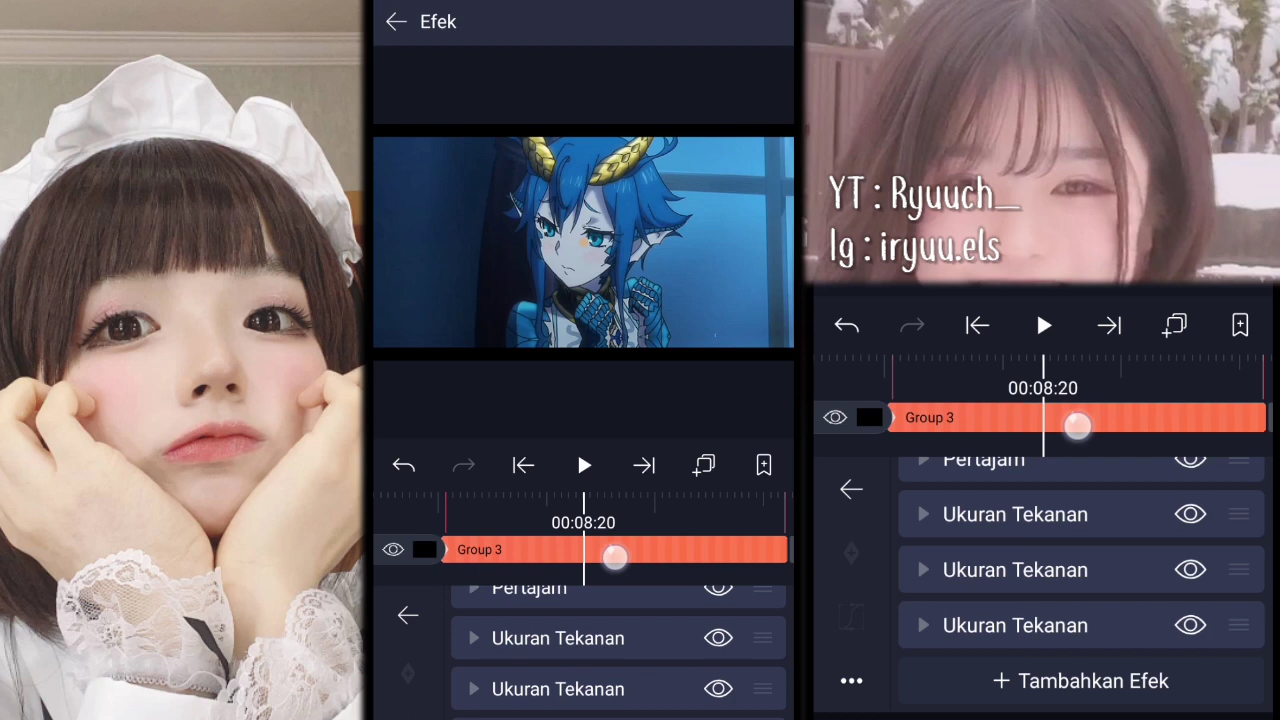 Efek
00:08:20
Group 3
Pertajam
Ukuran Tekanan
Ukuran Tekanan
YT : Ryuuch_
Ig : iryuu.els
00:08:20
Group 3
Pertajam
Ukuran Tekanan
Ukuran Tekanan
Ukuran Tekanan
+ Tambahkan Efek